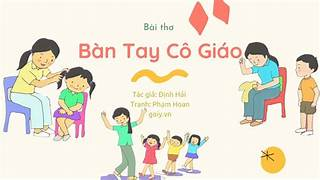 Bài thơ
Bàn Tay Cô Giáo
Tác giả: Định Hải
Tranh: Phạm Hoan
gaiy.vn